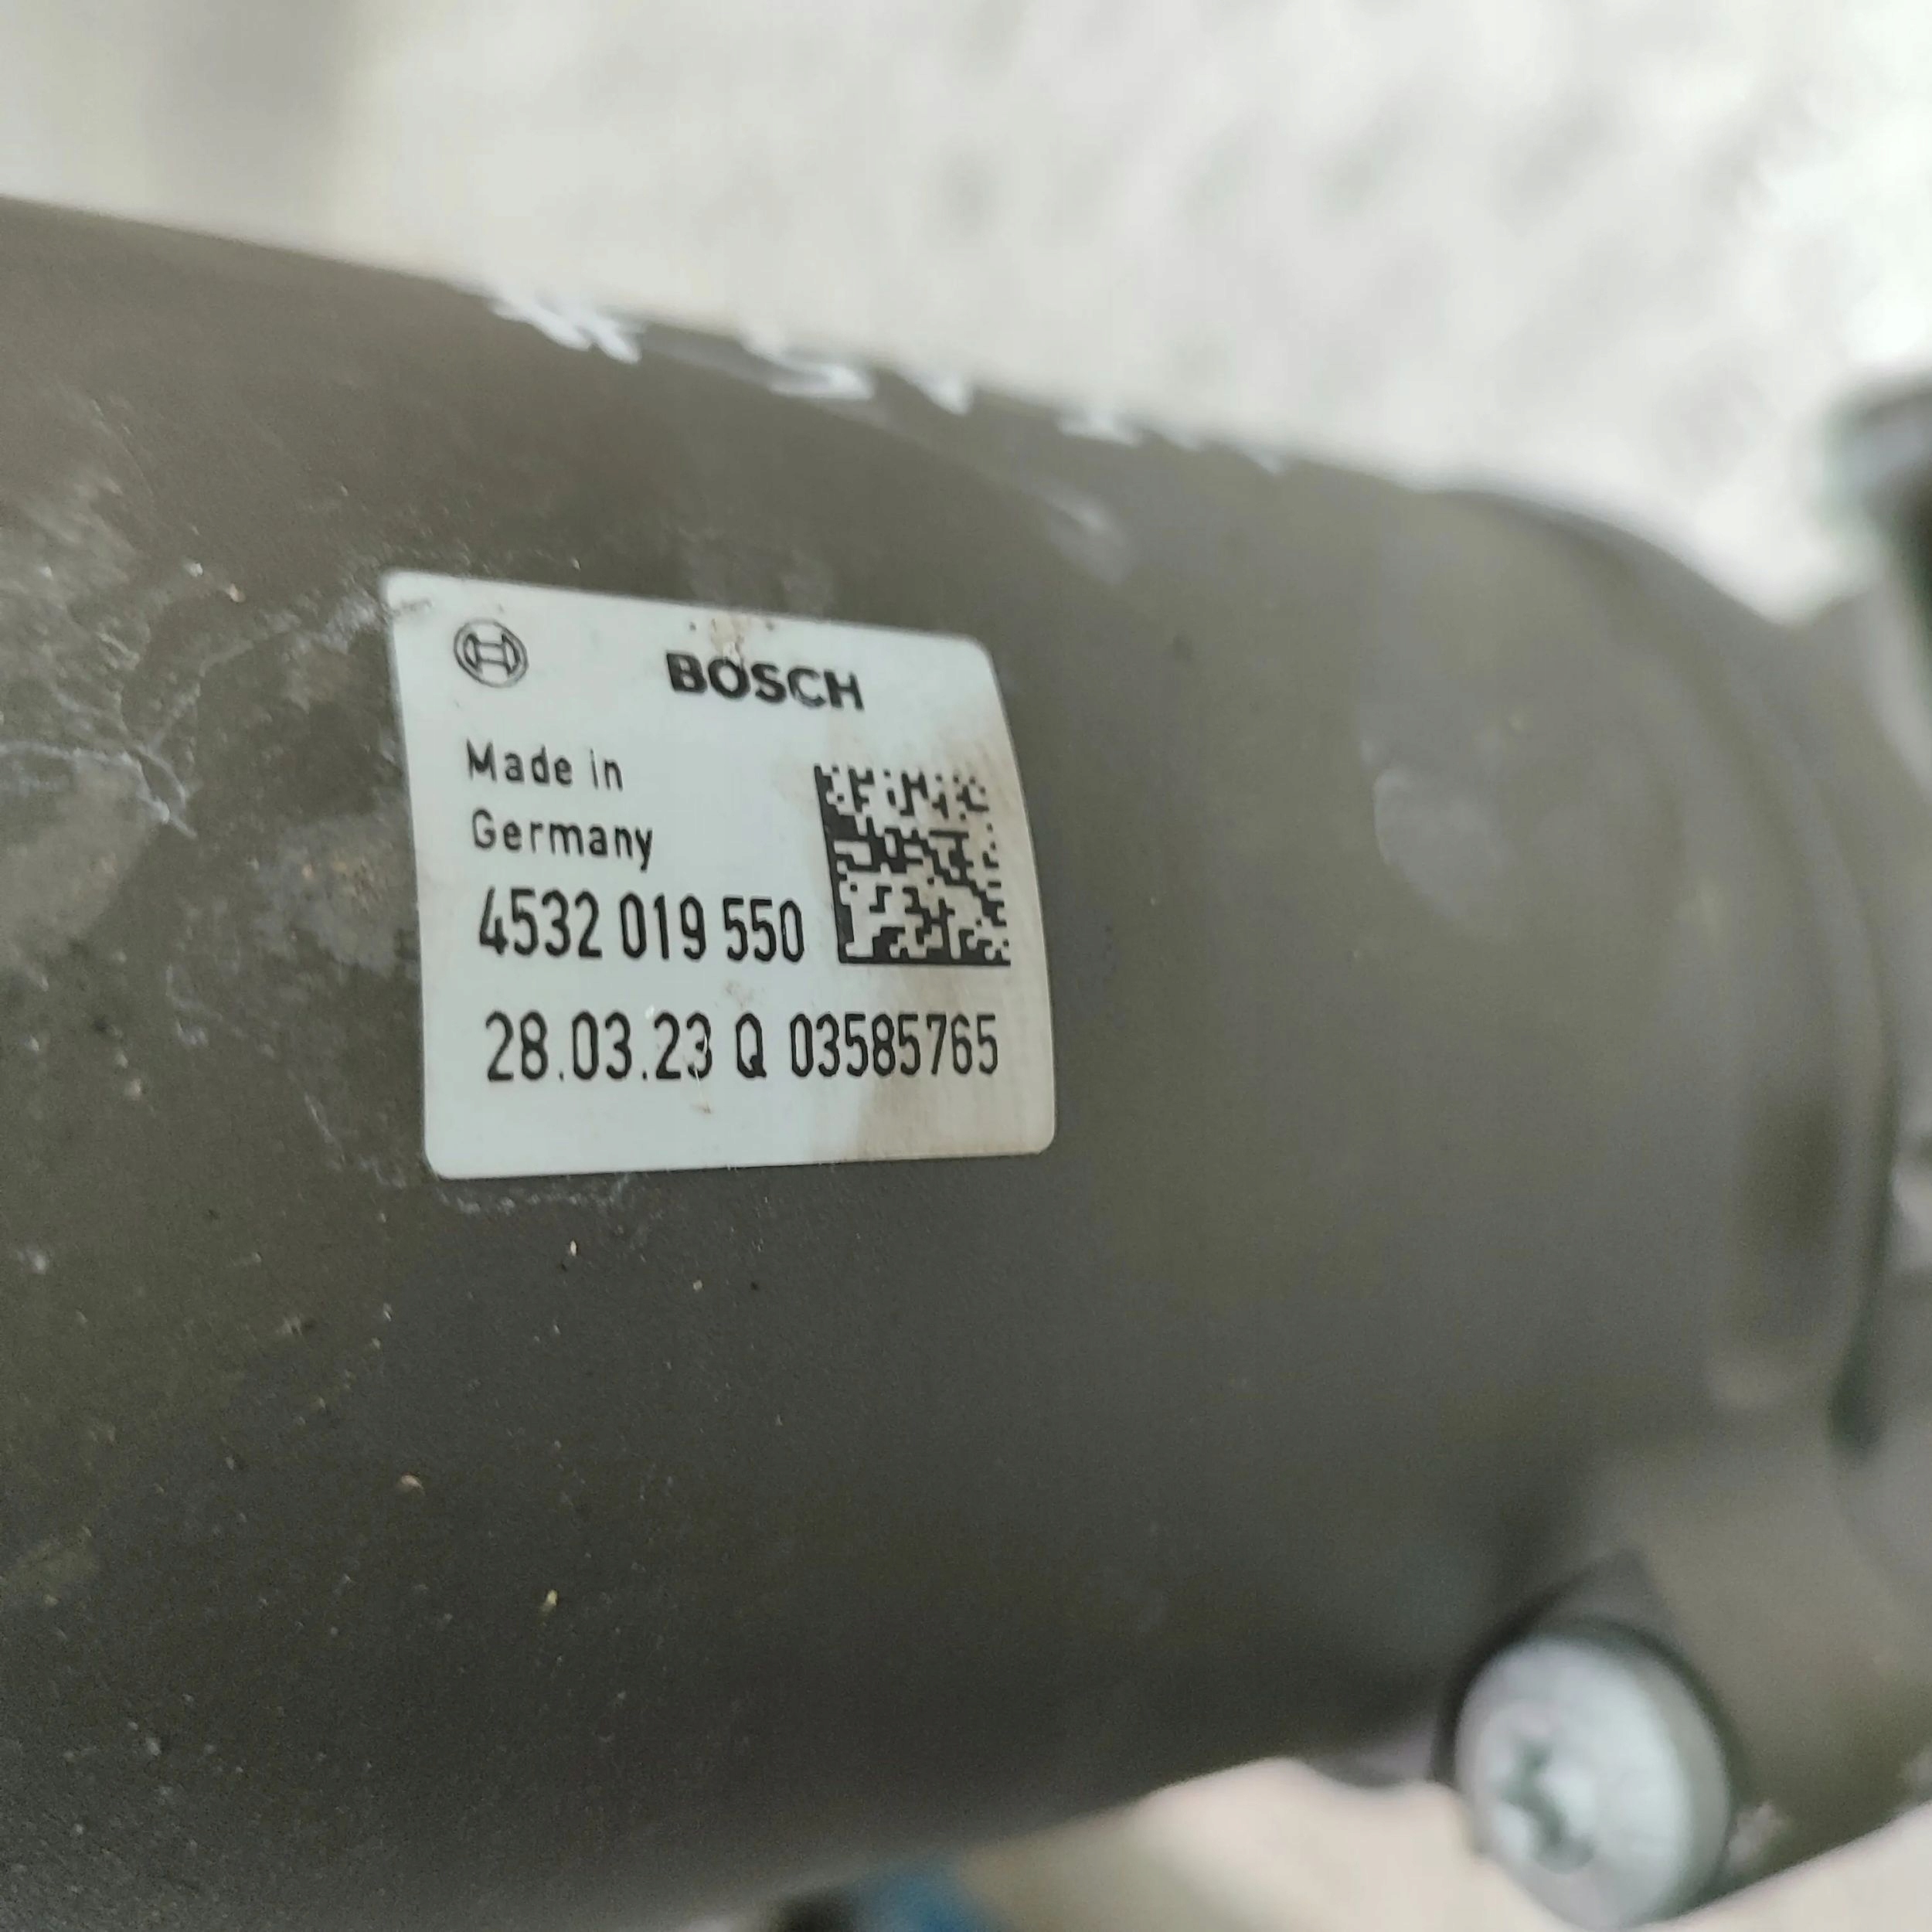 BOSCH
Made in
Germany
4532 019 550
28.03.23 Q 03585765